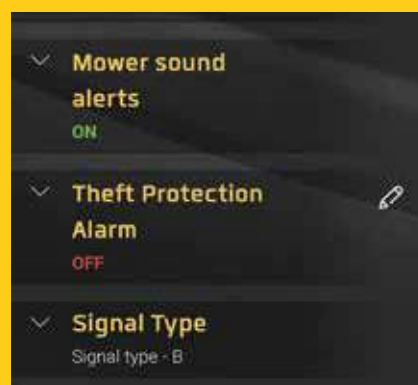 Mower sound
alerts
ON
Theft Protection
Alarm
OFF
Signal Type
Signal type - B